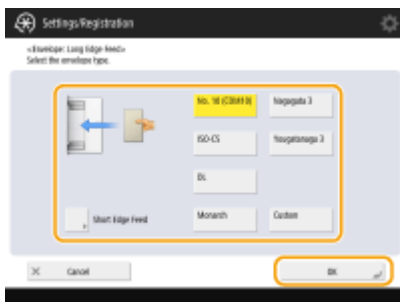 Settings/Registration
<Envelope: Long Edge Feed>
Select the envelope type.
No. 10 (COM10)
Nagagata 3
ISO-C5
Yougatanaga 3
DL
Short Edge Feed
Monarch
Custom
Cancel
OK